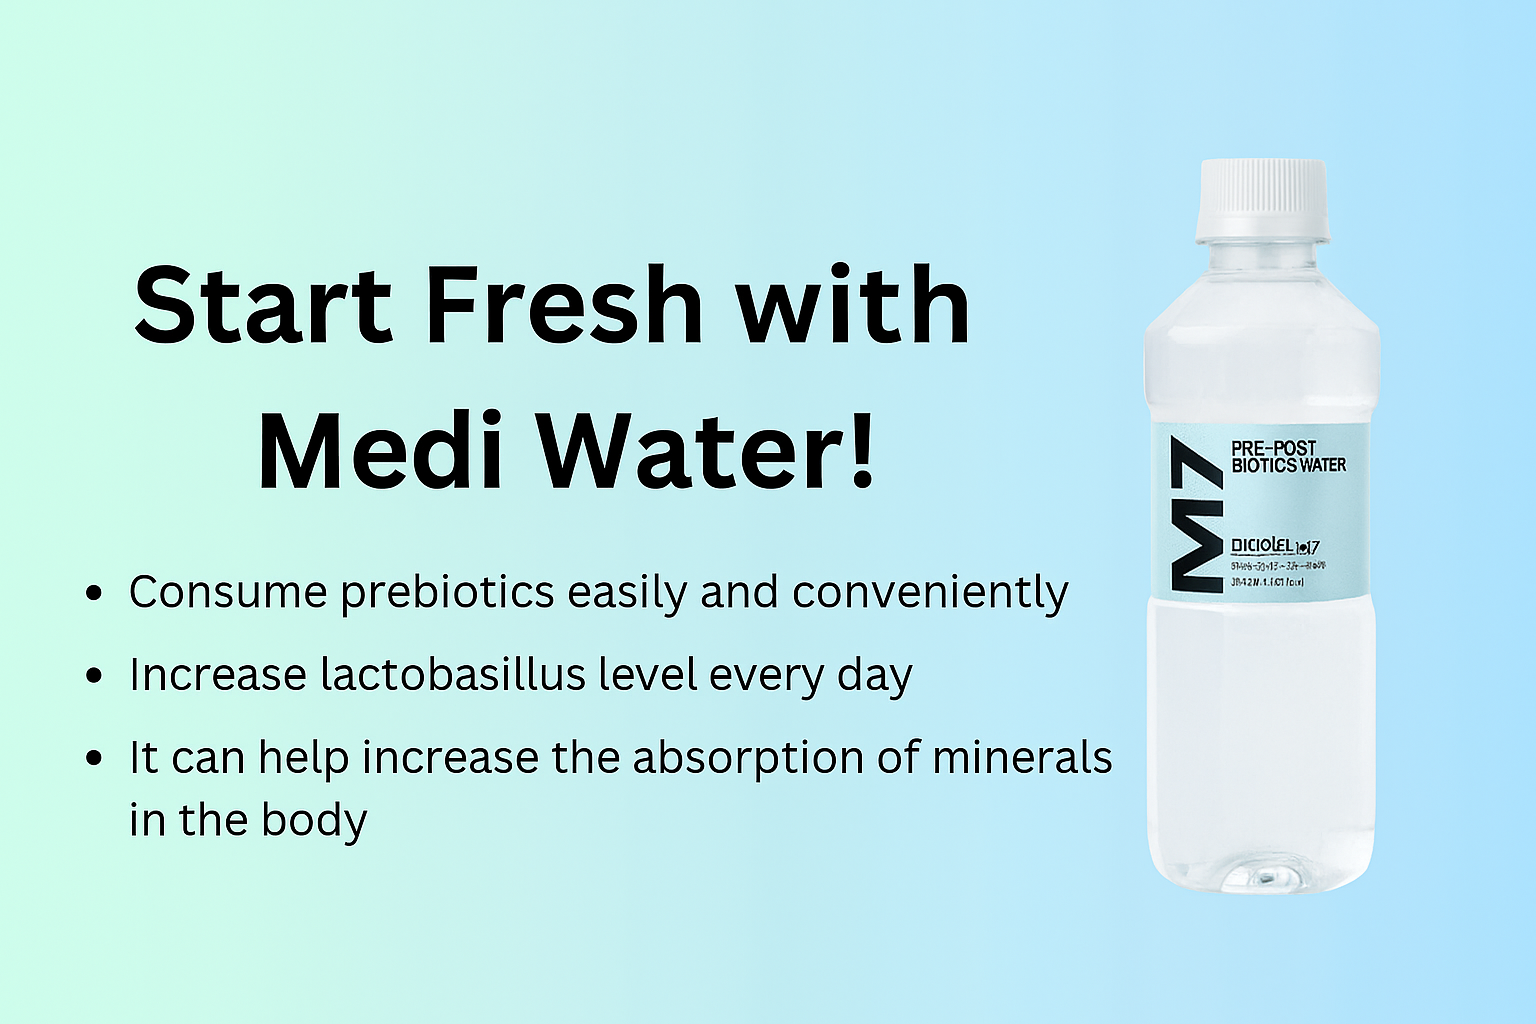 Start Fresh with
Medi Water!
• Consume prebiotics easily and conveniently
• Increase lactobasillus level every day
• It can help increase the absorption of minerals
in the body
M7
PRE-POST
BIOTICS WATER